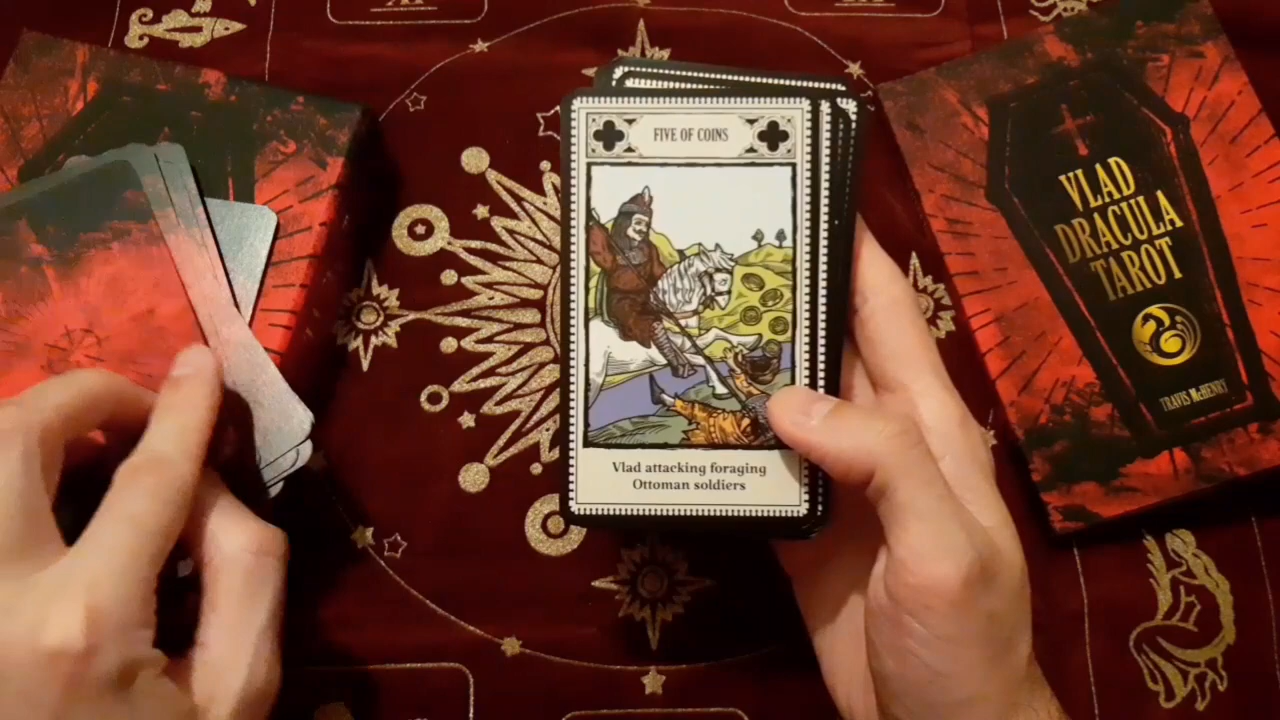 FIVE OF COINS
Vlad attacking foraging
Ottoman soldiers
VLAD
DRACULA
TAROT
TRAVIS McHENRY